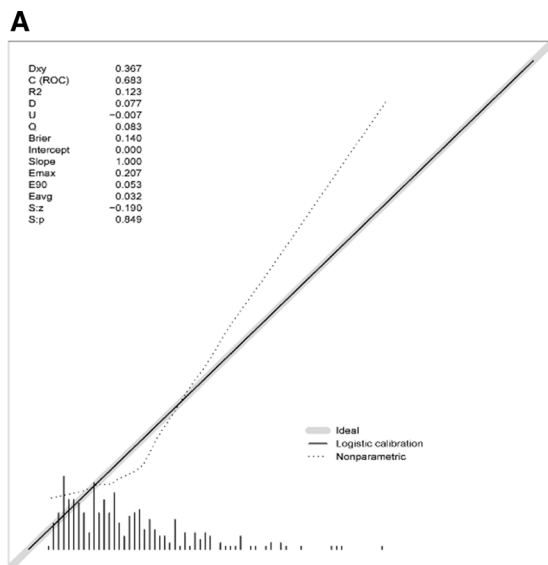 A
Dxy 0.367
C (ROC) 0.683
R2 0.123
D 0.077
U −0.007
Q 0.083
Brier 0.140
Intercept 0.000
Slope 1.000
Emax 0.207
E90 0.053
Eavg 0.032
S:z −0.190
S:p 0.849
Ideal
Logistic calibration
Nonparametric